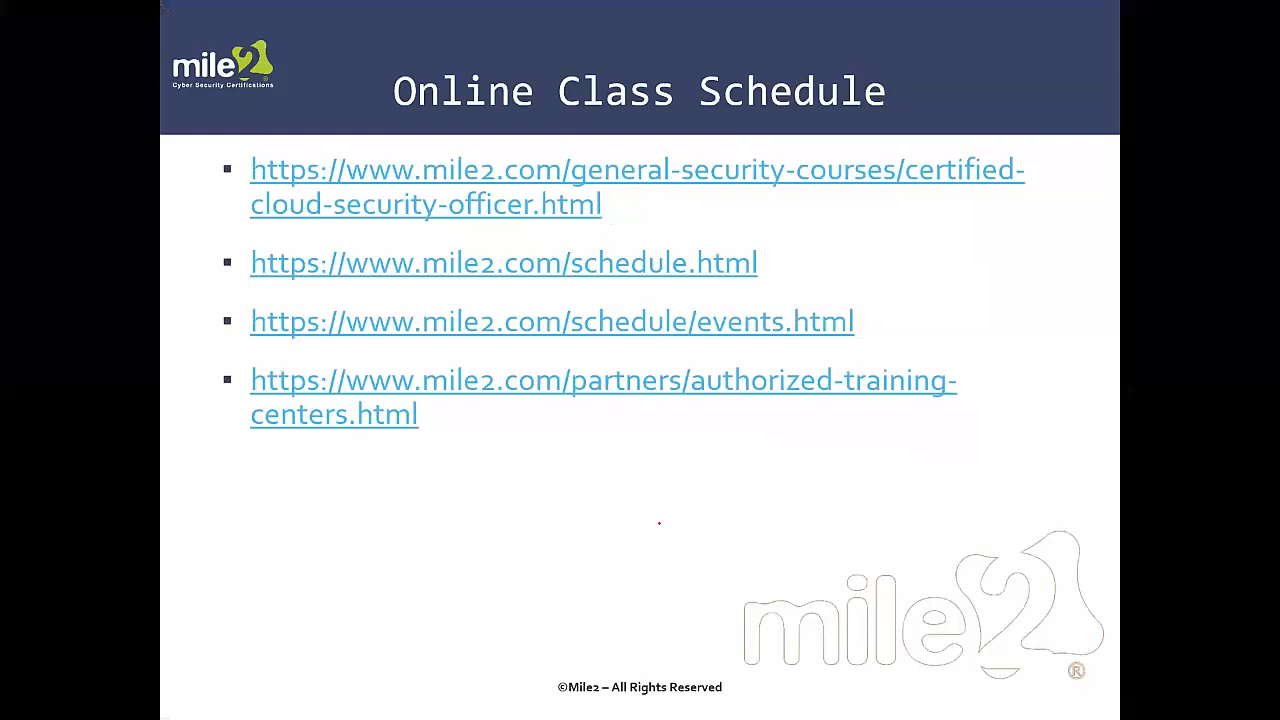 mile2
Cyber Security Certifications
Online Class Schedule
https://www.mile2.com/general-security-courses/certified-
cloud-security-officer.html
https://www.mile2.com/schedule.html
https://www.mile2.com/schedule/events.html
https://www.mile2.com/partners/authorized-training-
centers.html
mile2®
©Mile2 – All Rights Reserved